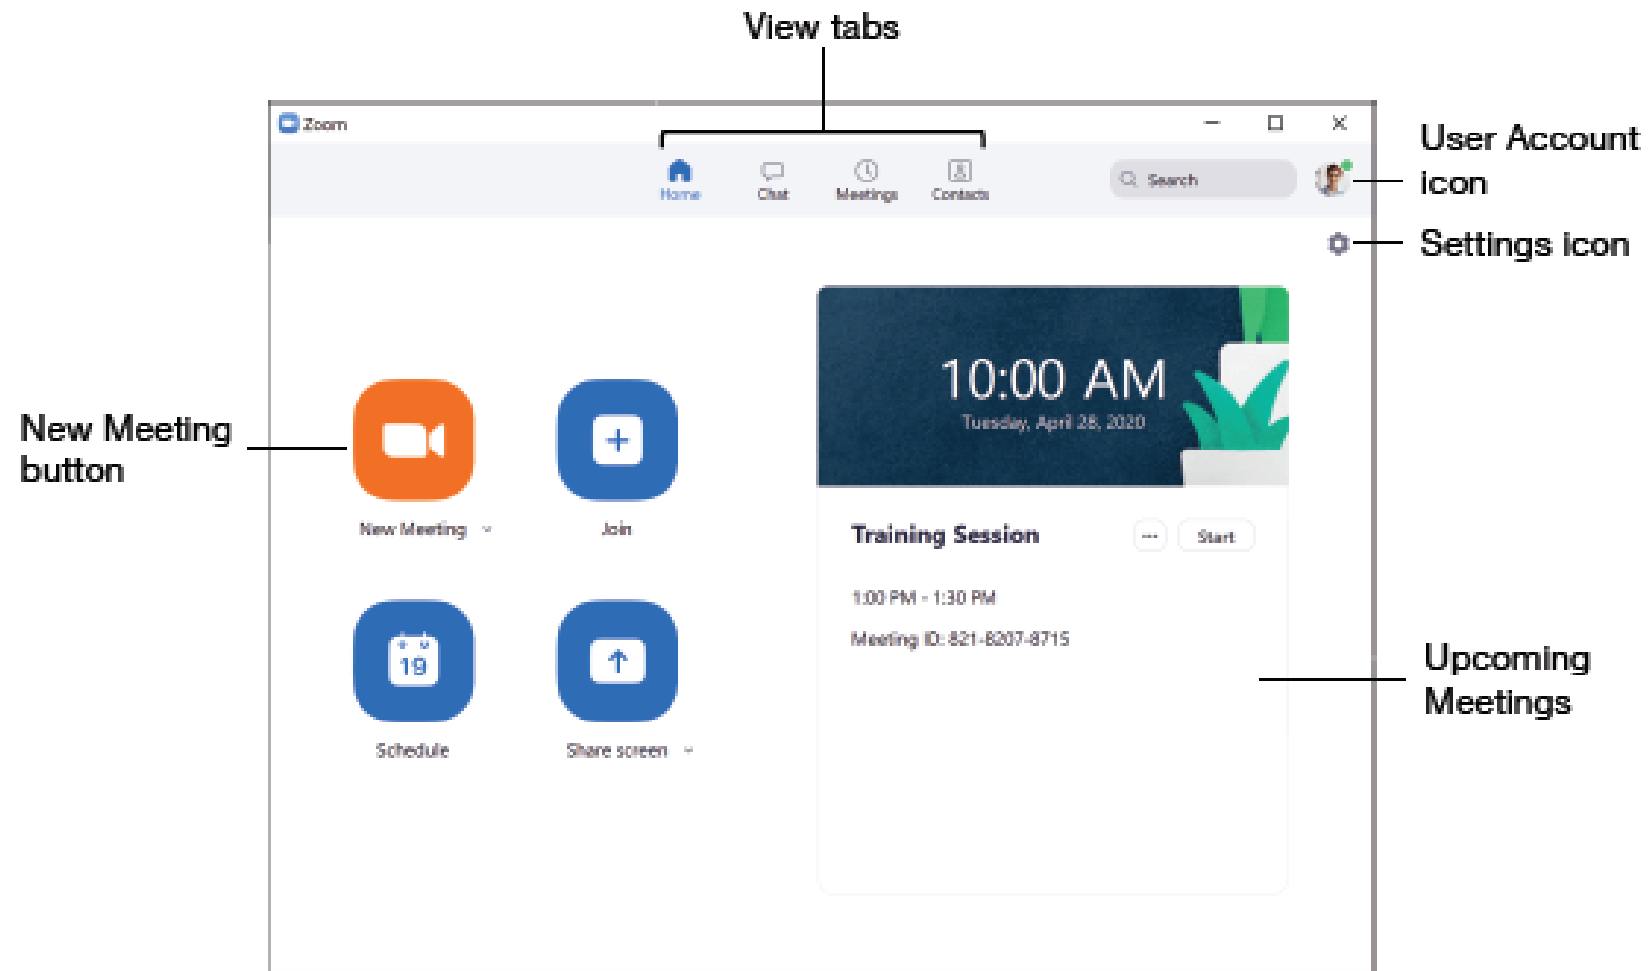 View tabs
Zoom
User Account
icon
Home
Chat
Meetings
Contacts
Search
Settings icon
10:00 AM
Tuesday, April 28, 2020
New Meeting
button
New Meeting
Join
Training Session
... Start
1:00 PM - 1:30 PM
Meeting ID: 821-8207-8715
19
Upcoming
Meetings
Schedule
Share screen